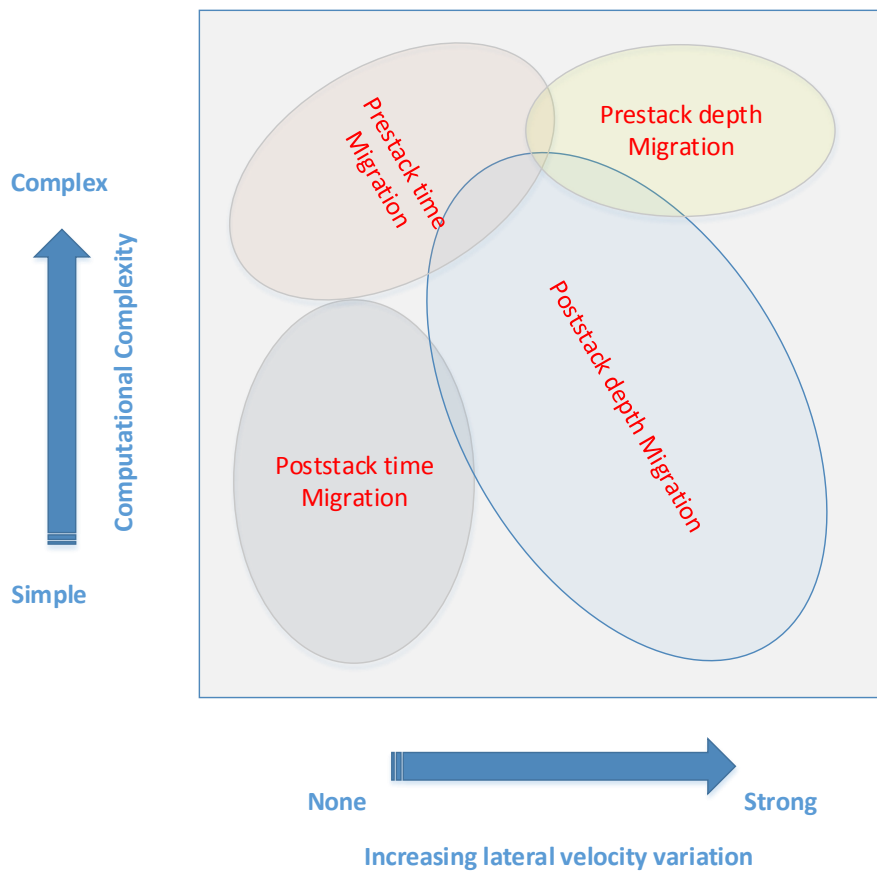 Prestack time
Migration
Prestack depth
Migration
Complex
Computational Complexity
Poststack depth Migration
Poststack time
Migration
Simple
None
Strong
Increasing lateral velocity variation